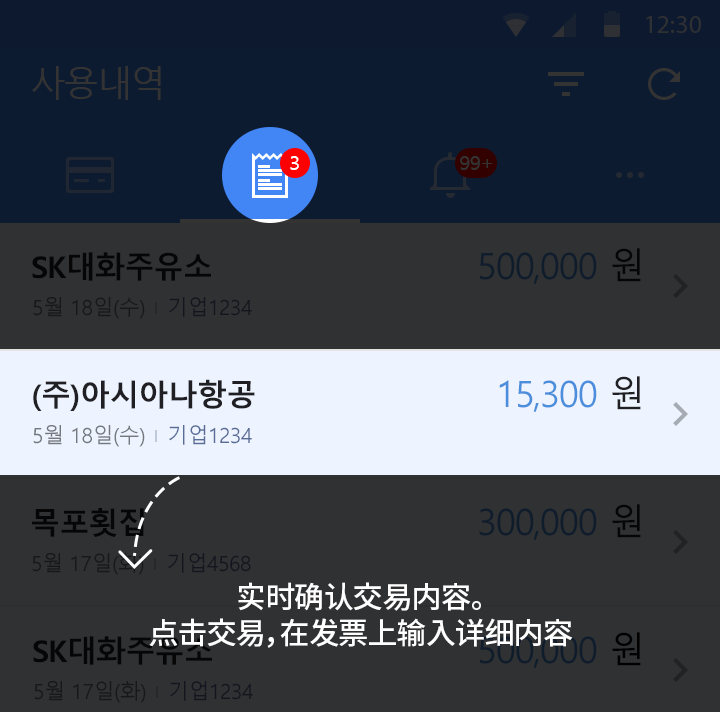 12:30
사용내역
3
99+
SK대화주유소 500,000 원
5월 18일(수) | 기업1234
(주)아시아나항공 15,300 원
5월 18일(수) | 기업1234
목포횟집 300,000 원
5월 17일(화) | 기업4568
实时确认交易内容。
点击交易,在发票上输入详细内容
SK대화주유소 500,000 원
5월 17일(화) | 기업1234